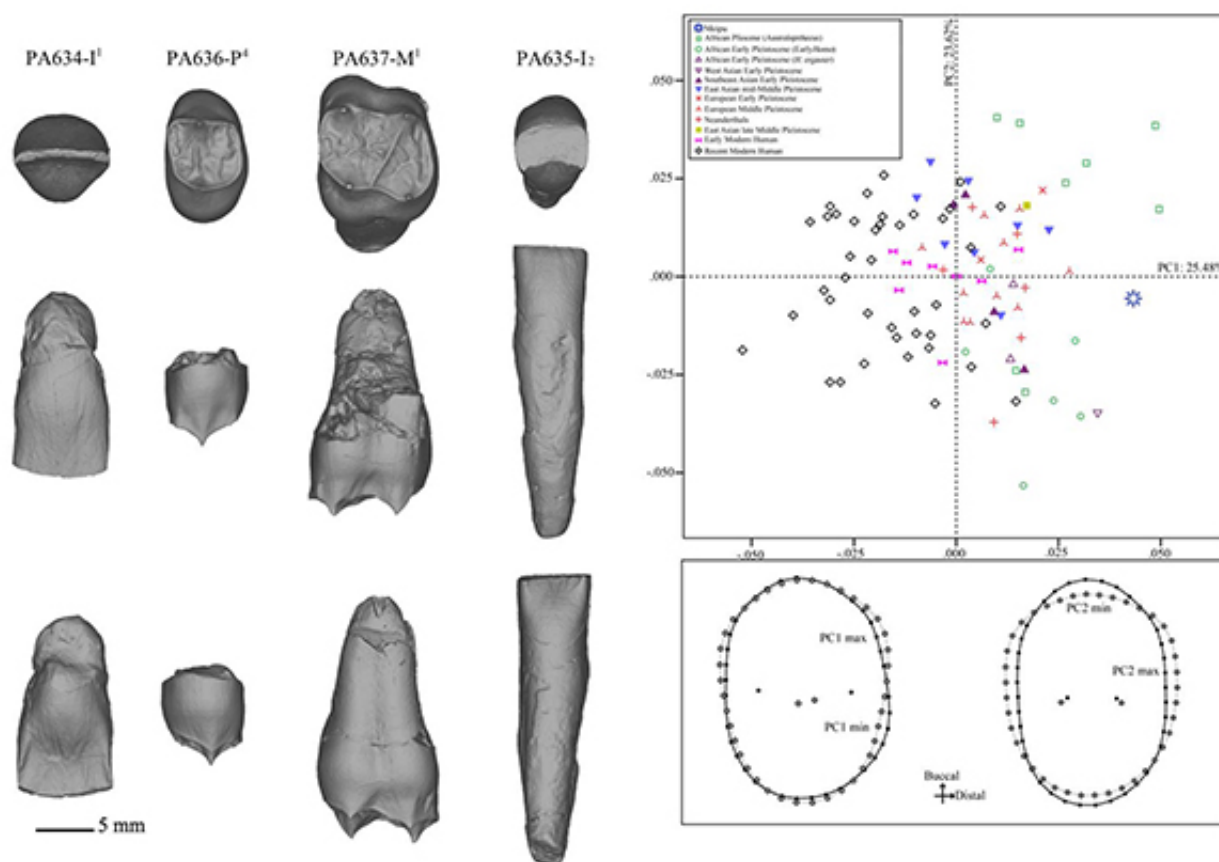 PA634-I¹
PA636-P⁴
PA637-M¹
PA635-I₂
5 mm
Meipu
African Pliocene (Australopithecus)
African Early Pleistocene (Early Homo)
African Early Pleistocene (H. ergaster)
West Asian Early Pleistocene
Southeast Asian Early Pleistocene
East Asian mid-Middle Pleistocene
European Early Pleistocene
European Middle Pleistocene
Neanderthals
East Asian late Middle Pleistocene
Early Modern Human
Recent Modern Human
PC2: 23.62%
PC1: 25.48%
.050
.025
.000
-.025
-.050
-.050
-.025
.000
.025
.050
PC1 max
PC1 min
PC2 min
PC2 max
Buccal
Distal